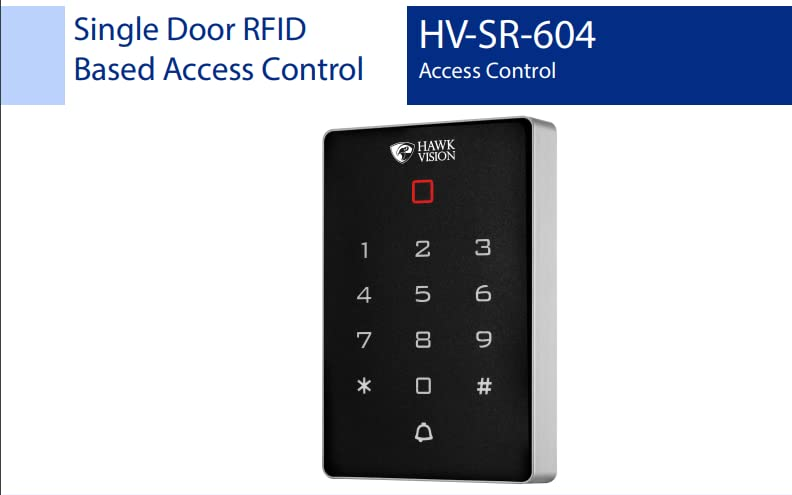 Single Door RFID
Based Access Control
HV-SR-604
Access Control
HAWK
VISION
1 2 3
4 5 6
7 8 9
* 0 #